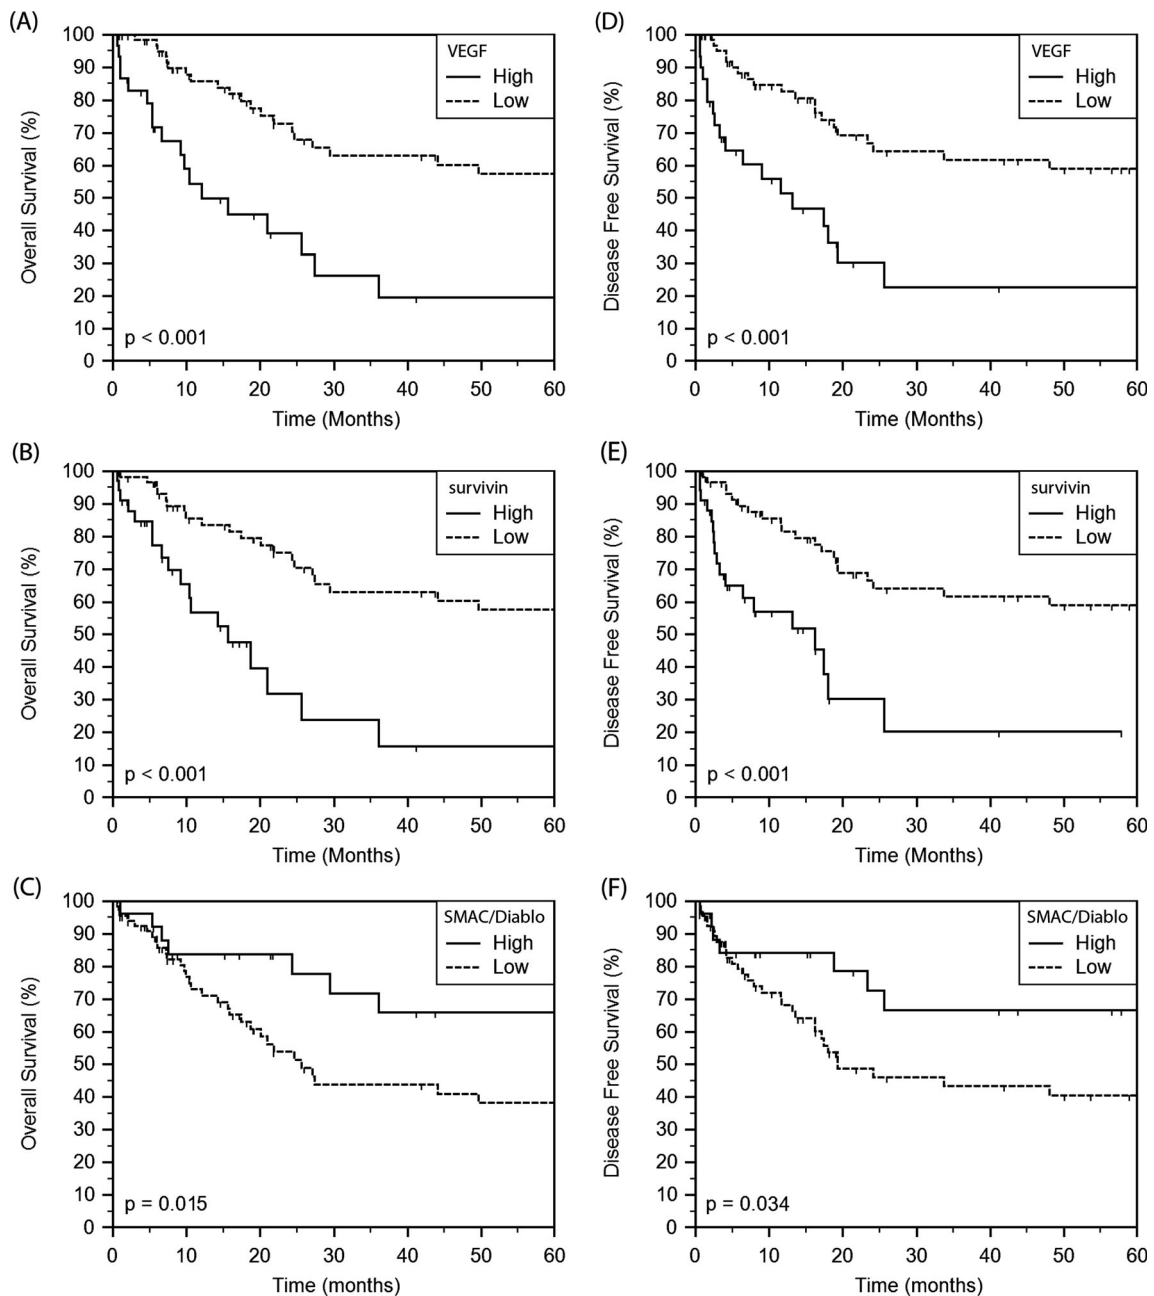 (A)
100
90
80
70
60
50
40
30
20
10
0
Overall Survival (%)
VEGF
High
Low
p < 0.001
0 10 20 30 40 50 60
Time (Months)
(D)
100
90
80
70
60
50
40
30
20
10
0
Disease Free Survival (%)
VEGF
High
Low
p < 0.001
0 10 20 30 40 50 60
Time (Months)
(B)
100
90
80
70
60
50
40
30
20
10
0
Overall Survival (%)
survivin
High
Low
p < 0.001
0 10 20 30 40 50 60
Time (Months)
(E)
100
90
80
70
60
50
40
30
20
10
0
Disease Free Survival (%)
survivin
High
Low
p < 0.001
0 10 20 30 40 50 60
Time (Months)
(C)
100
90
80
70
60
50
40
30
20
10
0
Overall Survival (%)
SMAC/Diablo
High
Low
p = 0.015
0 10 20 30 40 50 60
Time (months)
(F)
100
90
80
70
60
50
40
30
20
10
0
Disease Free Survival (%)
SMAC/Diablo
High
Low
p = 0.034
0 10 20 30 40 50 60
Time (months)